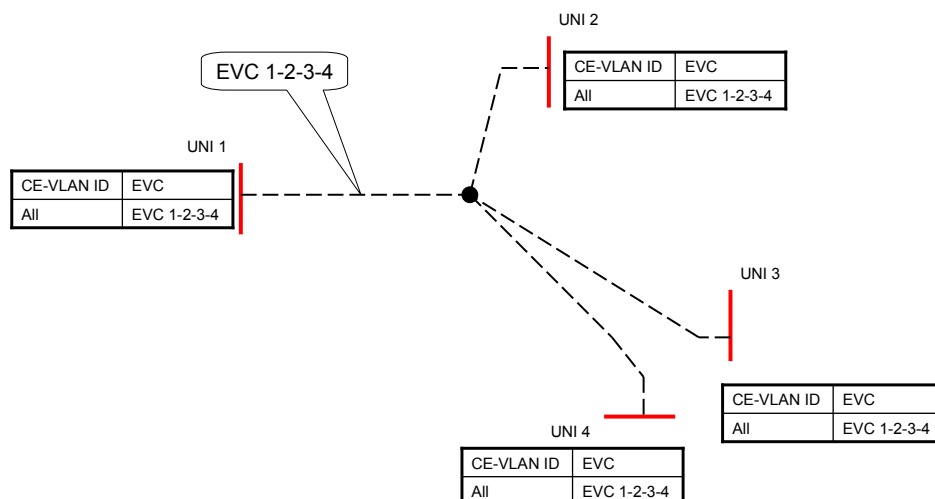 UNI 2
EVC 1-2-3-4
CE-VLAN ID EVC
All EVC 1-2-3-4
UNI 1
CE-VLAN ID EVC
All EVC 1-2-3-4
UNI 3
CE-VLAN ID EVC
All EVC 1-2-3-4
UNI 4
CE-VLAN ID EVC
All EVC 1-2-3-4